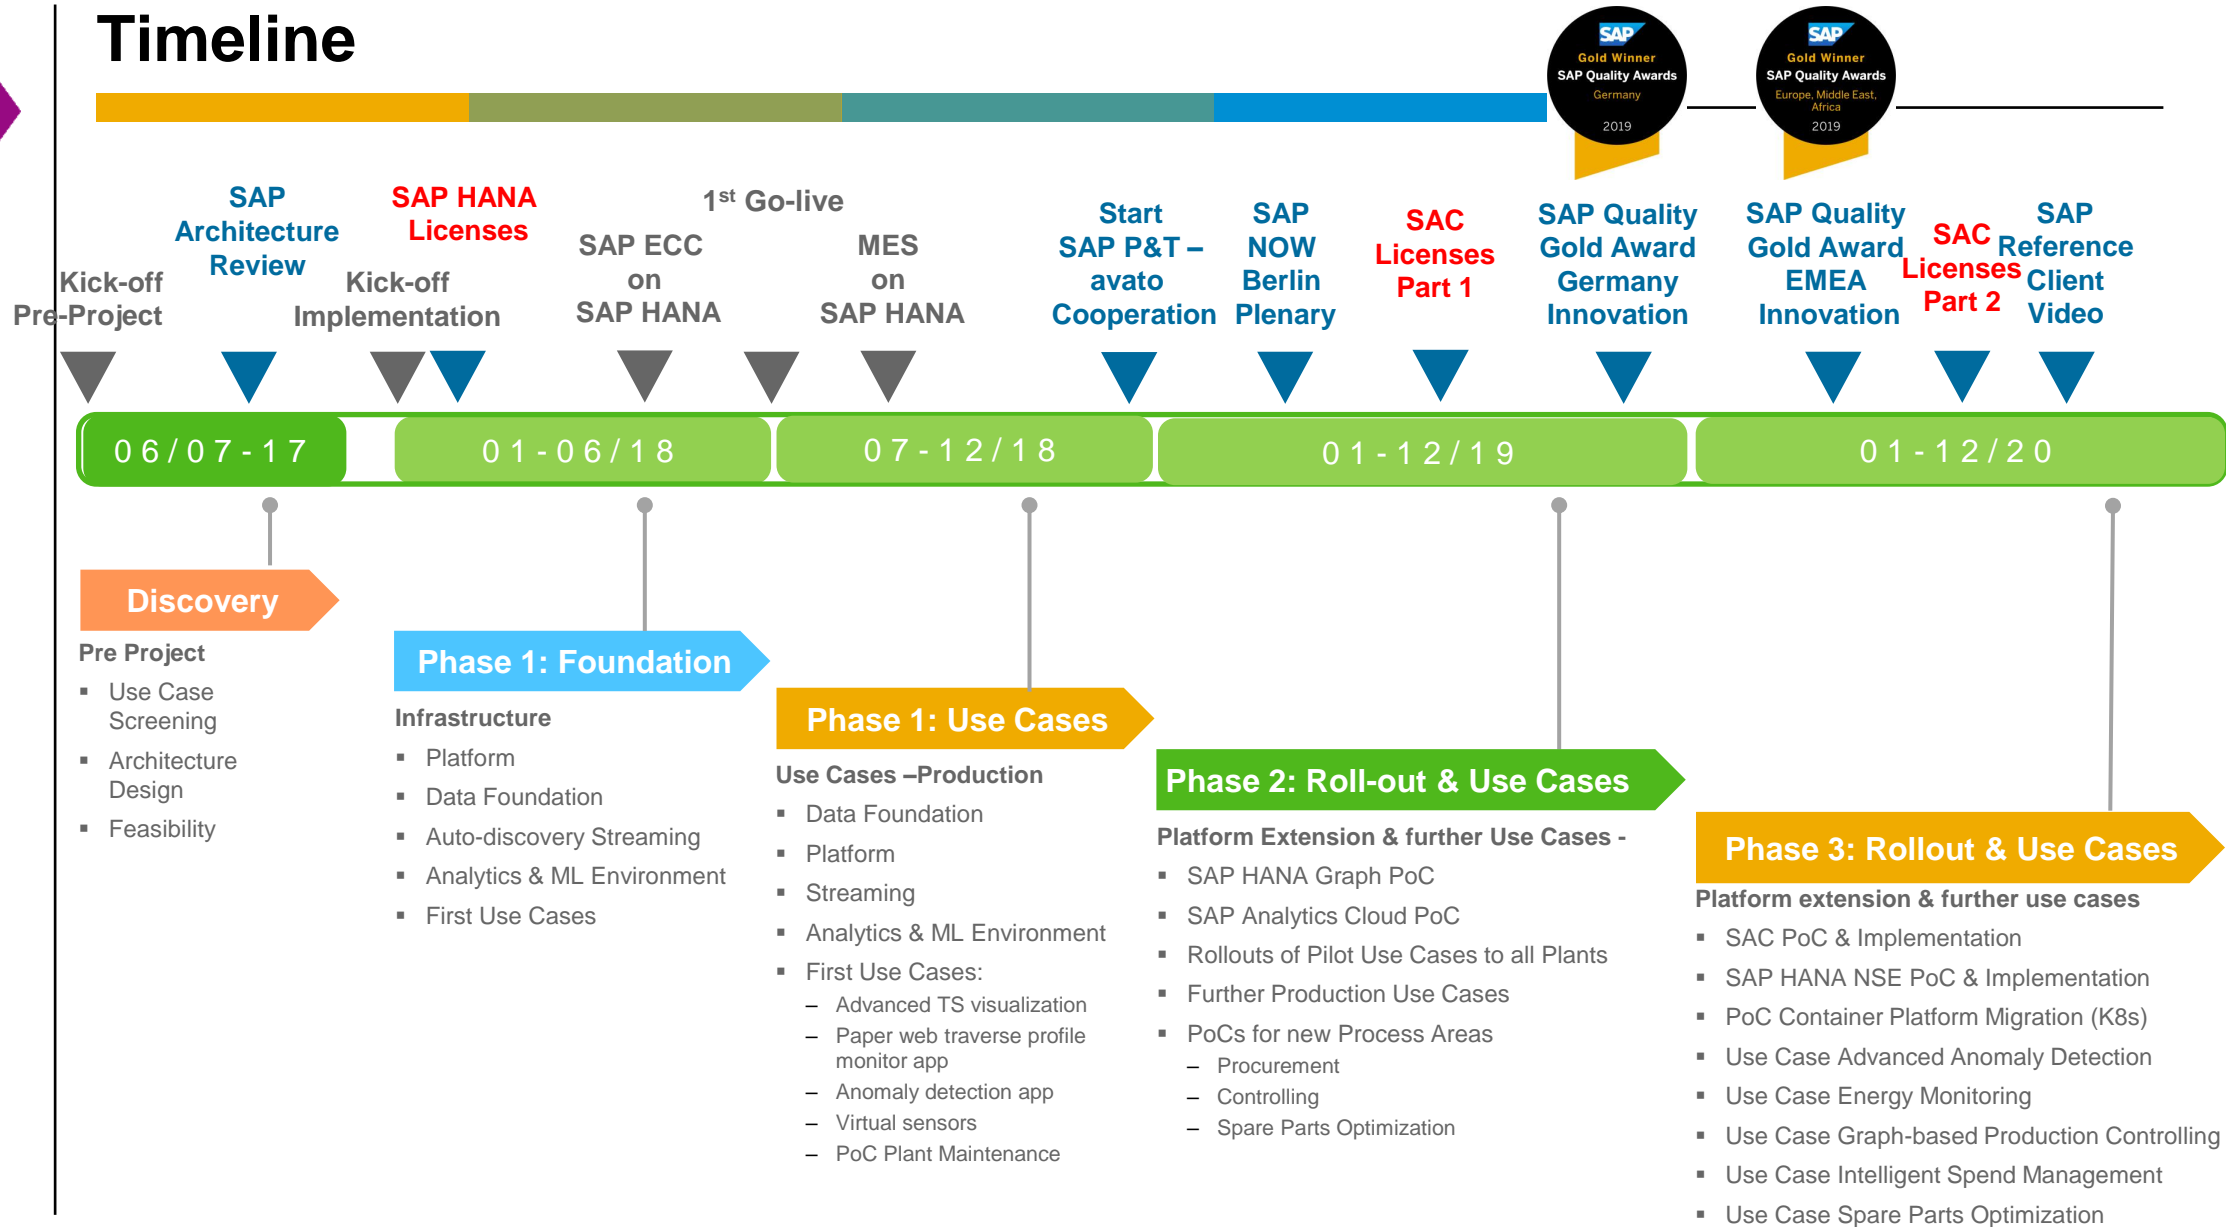 Timeline
SAP
Gold Winner
SAP Quality Awards
Germany
2019
SAP
Gold Winner
SAP Quality Awards
Europe, Middle East,
Africa
2019
Kick-off
Pre-Project
SAP
Architecture
Review
Kick-off
Implementation
SAP HANA
Licenses
SAP ECC
on
SAP HANA
1st Go-live
MES
on
SAP HANA
Start
SAP P&T –
avato
Cooperation
SAP
NOW
Berlin
Plenary
SAC
Licenses
Part 1
SAP Quality
Gold Award
Germany
Innovation
SAP Quality
Gold Award
EMEA
Innovation
SAC
Licenses
Part 2
SAP
Reference
Client
Video
06/07-17
01-06/18
07-12/18
01-12/19
01-12/20
Discovery
Pre Project
▪ Use Case
Screening
▪ Architecture
Design
▪ Feasibility
Phase 1: Foundation
Infrastructure
▪ Platform
▪ Data Foundation
▪ Auto-discovery Streaming
▪ Analytics & ML Environment
▪ First Use Cases
Phase 1: Use Cases
Use Cases –Production
▪ Data Foundation
▪ Platform
▪ Streaming
▪ Analytics & ML Environment
▪ First Use Cases:
– Advanced TS visualization
– Paper web traverse profile
monitor app
– Anomaly detection app
– Virtual sensors
– PoC Plant Maintenance
Phase 2: Roll-out & Use Cases
Platform Extension & further Use Cases -
▪ SAP HANA Graph PoC
▪ SAP Analytics Cloud PoC
▪ Rollouts of Pilot Use Cases to all Plants
▪ Further Production Use Cases
▪ PoCs for new Process Areas
– Procurement
– Controlling
– Spare Parts Optimization
Phase 3: Rollout & Use Cases
Platform extension & further use cases
▪ SAC PoC & Implementation
▪ SAP HANA NSE PoC & Implementation
▪ PoC Container Platform Migration (K8s)
▪ Use Case Advanced Anomaly Detection
▪ Use Case Energy Monitoring
▪ Use Case Graph-based Production Controlling
▪ Use Case Intelligent Spend Management
▪ Use Case Spare Parts Optimization